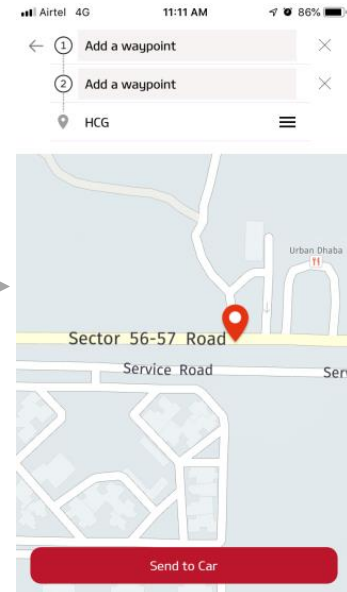 Airtel 4G 11:11 AM 86%
1 Add a waypoint
2 Add a waypoint
HCG
Urban Dhaba
Sector 56-57 Road
Service Road
Ser
Send to Car